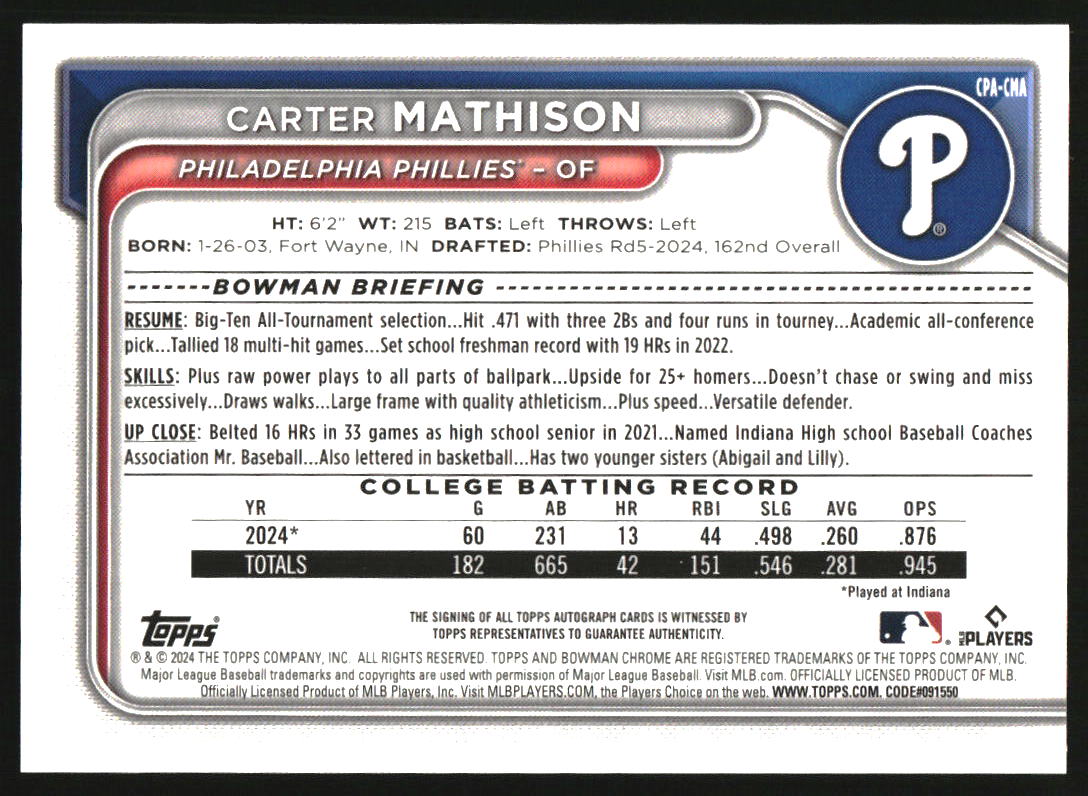 CPA-CMA
CARTER MATHISON
PHILADELPHIA PHILLIES® – OF
P®
HT: 6'2" WT: 215 BATS: Left THROWS: Left
BORN: 1-26-03, Fort Wayne, IN DRAFTED: Phillies Rd5-2024, 162nd Overall
BOWMAN BRIEFING
RESUME: Big-Ten All-Tournament selection...Hit .471 with three 2Bs and four runs in tourney...Academic all-conference
pick...Tallied 18 multi-hit games...Set school freshman record with 19 HRs in 2022.
SKILLS: Plus raw power plays to all parts of ballpark...Upside for 25+ homers...Doesn't chase or swing and miss
excessively...Draws walks...Large frame with quality athleticism...Plus speed...Versatile defender.
UP CLOSE: Belted 16 HRs in 33 games as high school senior in 2021...Named Indiana High school Baseball Coaches
Association Mr. Baseball...Also lettered in basketball...Has two younger sisters (Abigail and Lilly).
COLLEGE BATTING RECORD
YR G AB HR RBI SLG AVG OPS
2024* 60 231 13 44 .498 .260 .876
TOTALS 182 665 42 151 .546 .281 .945
*Played at Indiana
Topps®
THE SIGNING OF ALL TOPPS AUTOGRAPH CARDS IS WITNESSED BY
TOPPS REPRESENTATIVES TO GUARANTEE AUTHENTICITY.
MLB PLAYERS
® & © 2024 THE TOPPS COMPANY, INC. ALL RIGHTS RESERVED. TOPPS AND BOWMAN CHROME ARE REGISTERED TRADEMARKS OF THE TOPPS COMPANY, INC.
Major League Baseball trademarks and copyrights are used with permission of Major League Baseball. Visit MLB.com. OFFICIALLY LICENSED PRODUCT OF MLB.
Officially Licensed Product of MLB Players, Inc. Visit MLBPLAYERS.COM, the Players Choice on the web. WWW.TOPPS.COM. CODE#091550